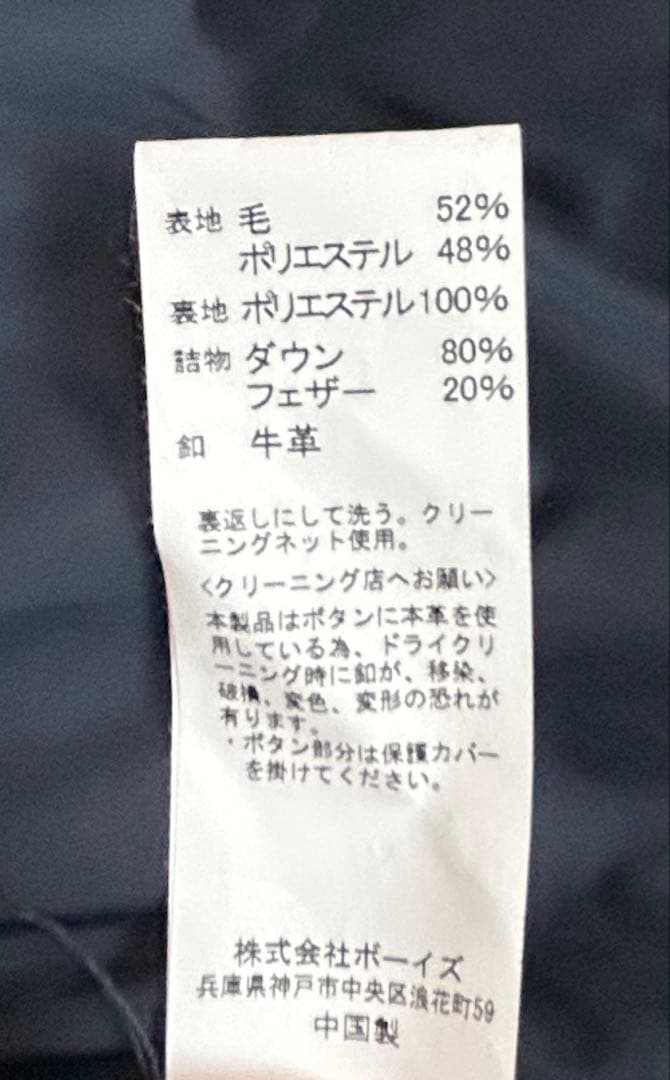 表地 毛 52%
ポリエステル 48%
裏地 ポリエステル100%
詰物 ダウン 80%
フェザー 20%
釦 牛革
裏返しにして洗う。クリー
ニングネット使用。
<クリーニング店へお願い>
本製品はボタンに本革を使
用している為、ドライクリ
ーニング時に釦が、移染、
破損、変色、変形の恐れが
有ります。
・ボタン部分は保護カバー
を掛けてください。
株式会社ボーイズ
兵庫県神戸市中央区浪花町59
中国製